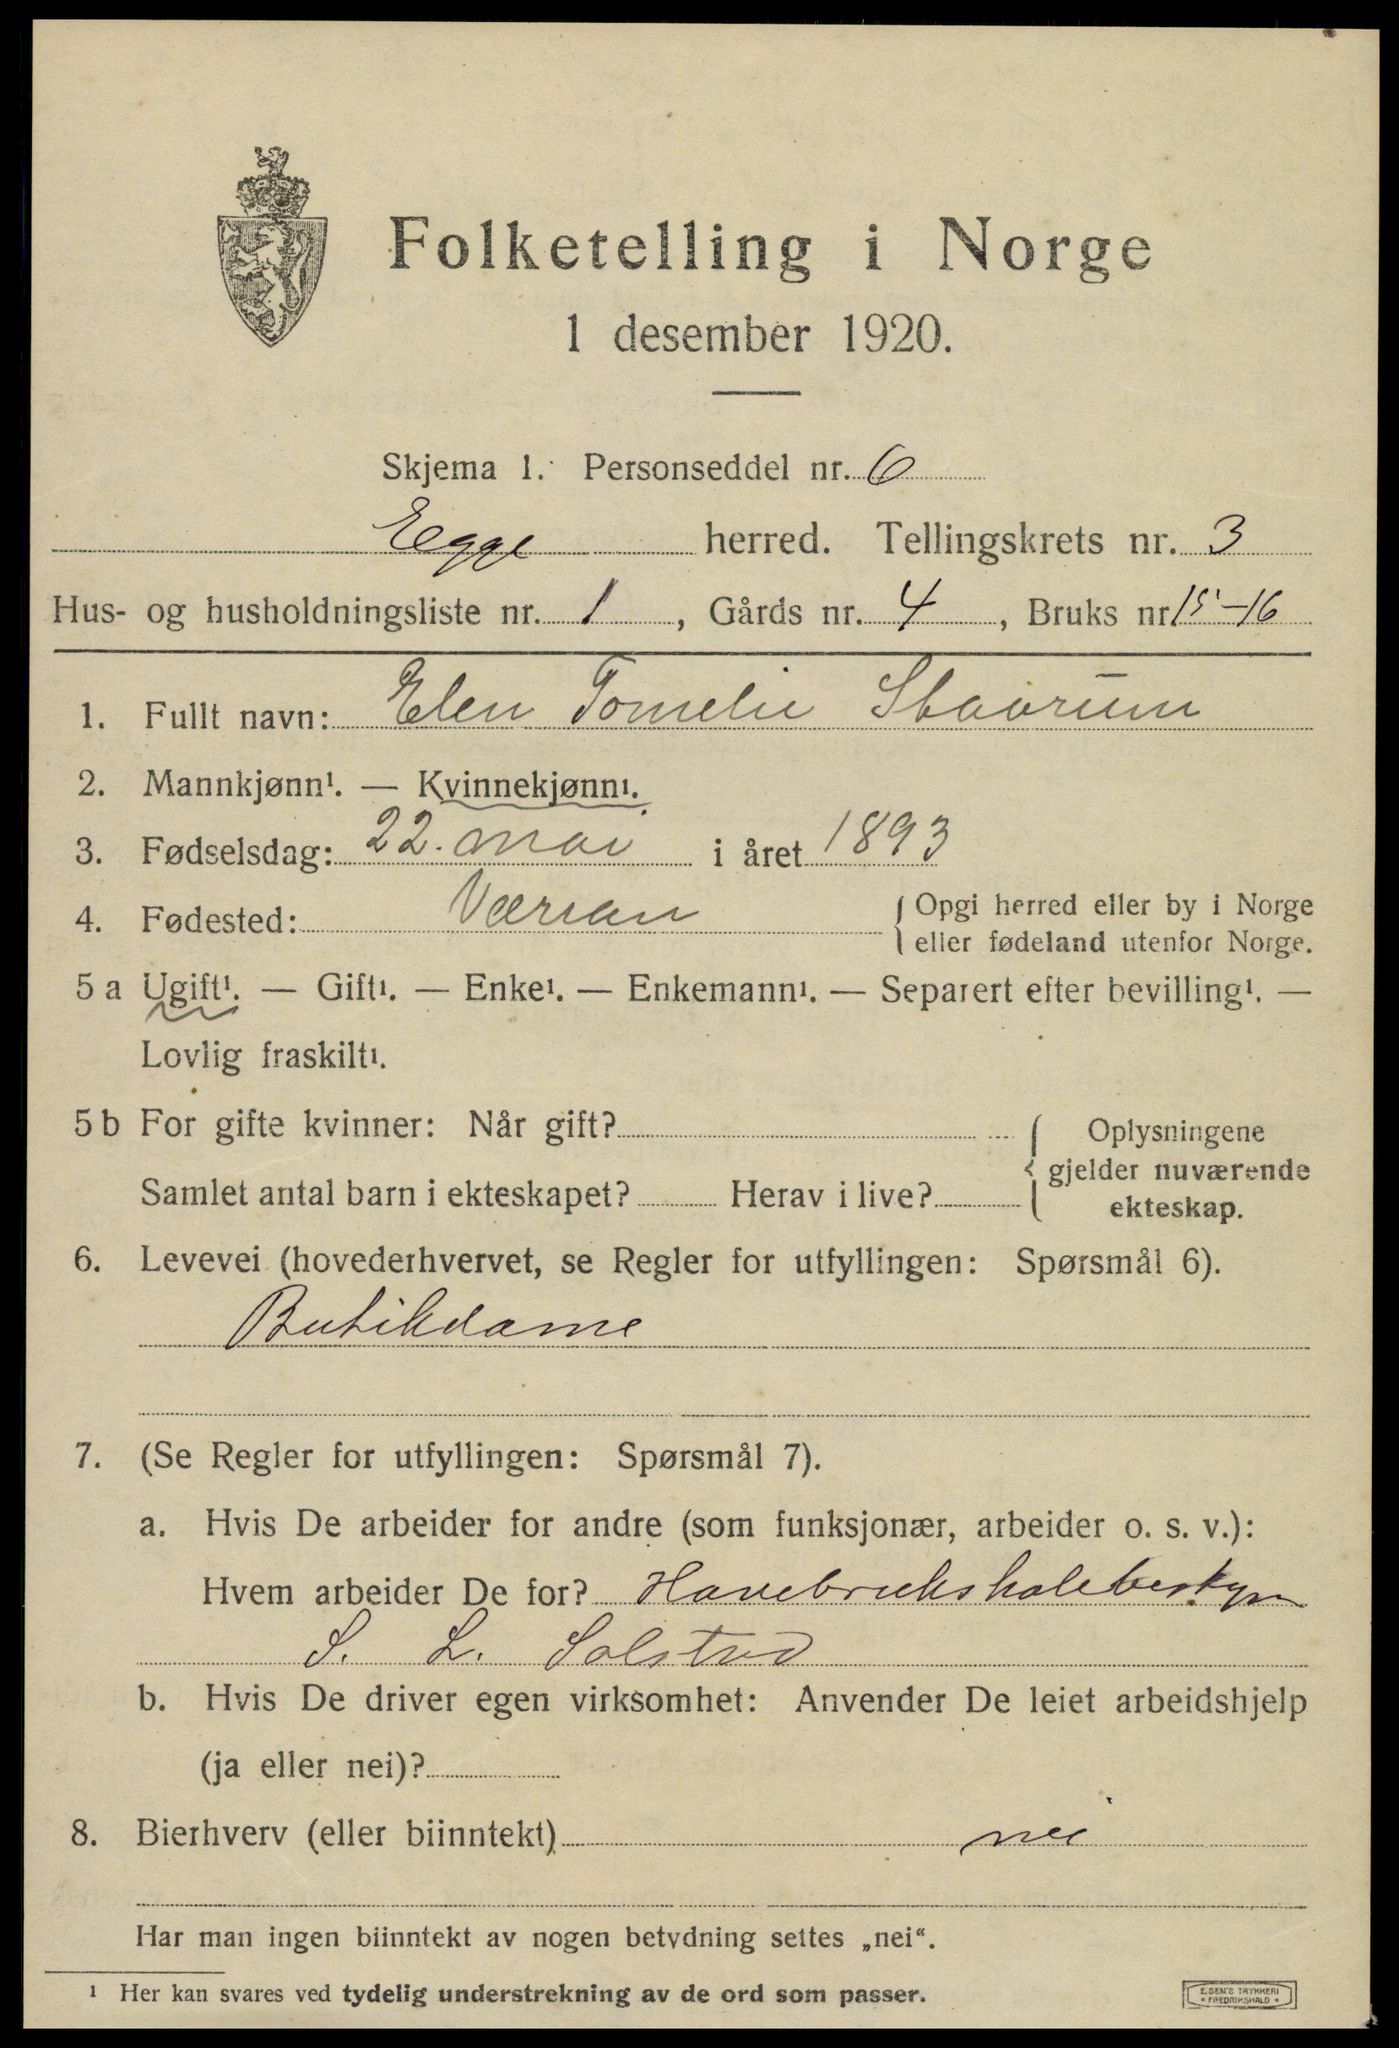 Folketelling i Norge
1 desember 1920.
Skjema 1. Personseddel nr. 6
Egge herred. Tellingskrets nr. 3
Hus- og husholdningsliste nr. 1, Gårds nr. 4, Bruks nr 15-16
1. Fullt navn: Elen Tomelie Staarum
2. Mannkjønn¹. — Kvinnekjønn¹.
3. Fødselsdag: 22. mai i året 1893
4. Fødested: Værran { Opgi herred eller by i Norge
eller fødeland utenfor Norge.
5 a Ugift¹. — Gift¹. — Enke¹. — Enkemann¹. — Separert efter bevilling¹. —
Lovlig fraskilt¹.
5 b For gifte kvinner: Når gift? { Oplysningene
gjelder nuværende
Samlet antal barn i ekteskapet? Herav i live? ekteskap.
6. Levevei (hovederhvervet, se Regler for utfyllingen: Spørsmål 6).
Butikdame
7. (Se Regler for utfyllingen: Spørsmål 7).
a. Hvis De arbeider for andre (som funksjonær, arbeider o. s. v.):
Hvem arbeider De for?
S. L. Solstad
b. Hvis De driver egen virksomhet: Anvender De leiet arbeidshjelp
(ja eller nei)?
8. Bierhverv (eller biinntekt) nei
Har man ingen biinntekt av nogen betydning settes „nei“.
¹ Her kan svares ved tydelig understrekning av de ord som passer.
E. SEM'S TRYKKERI
* FREDRIKSHALD *